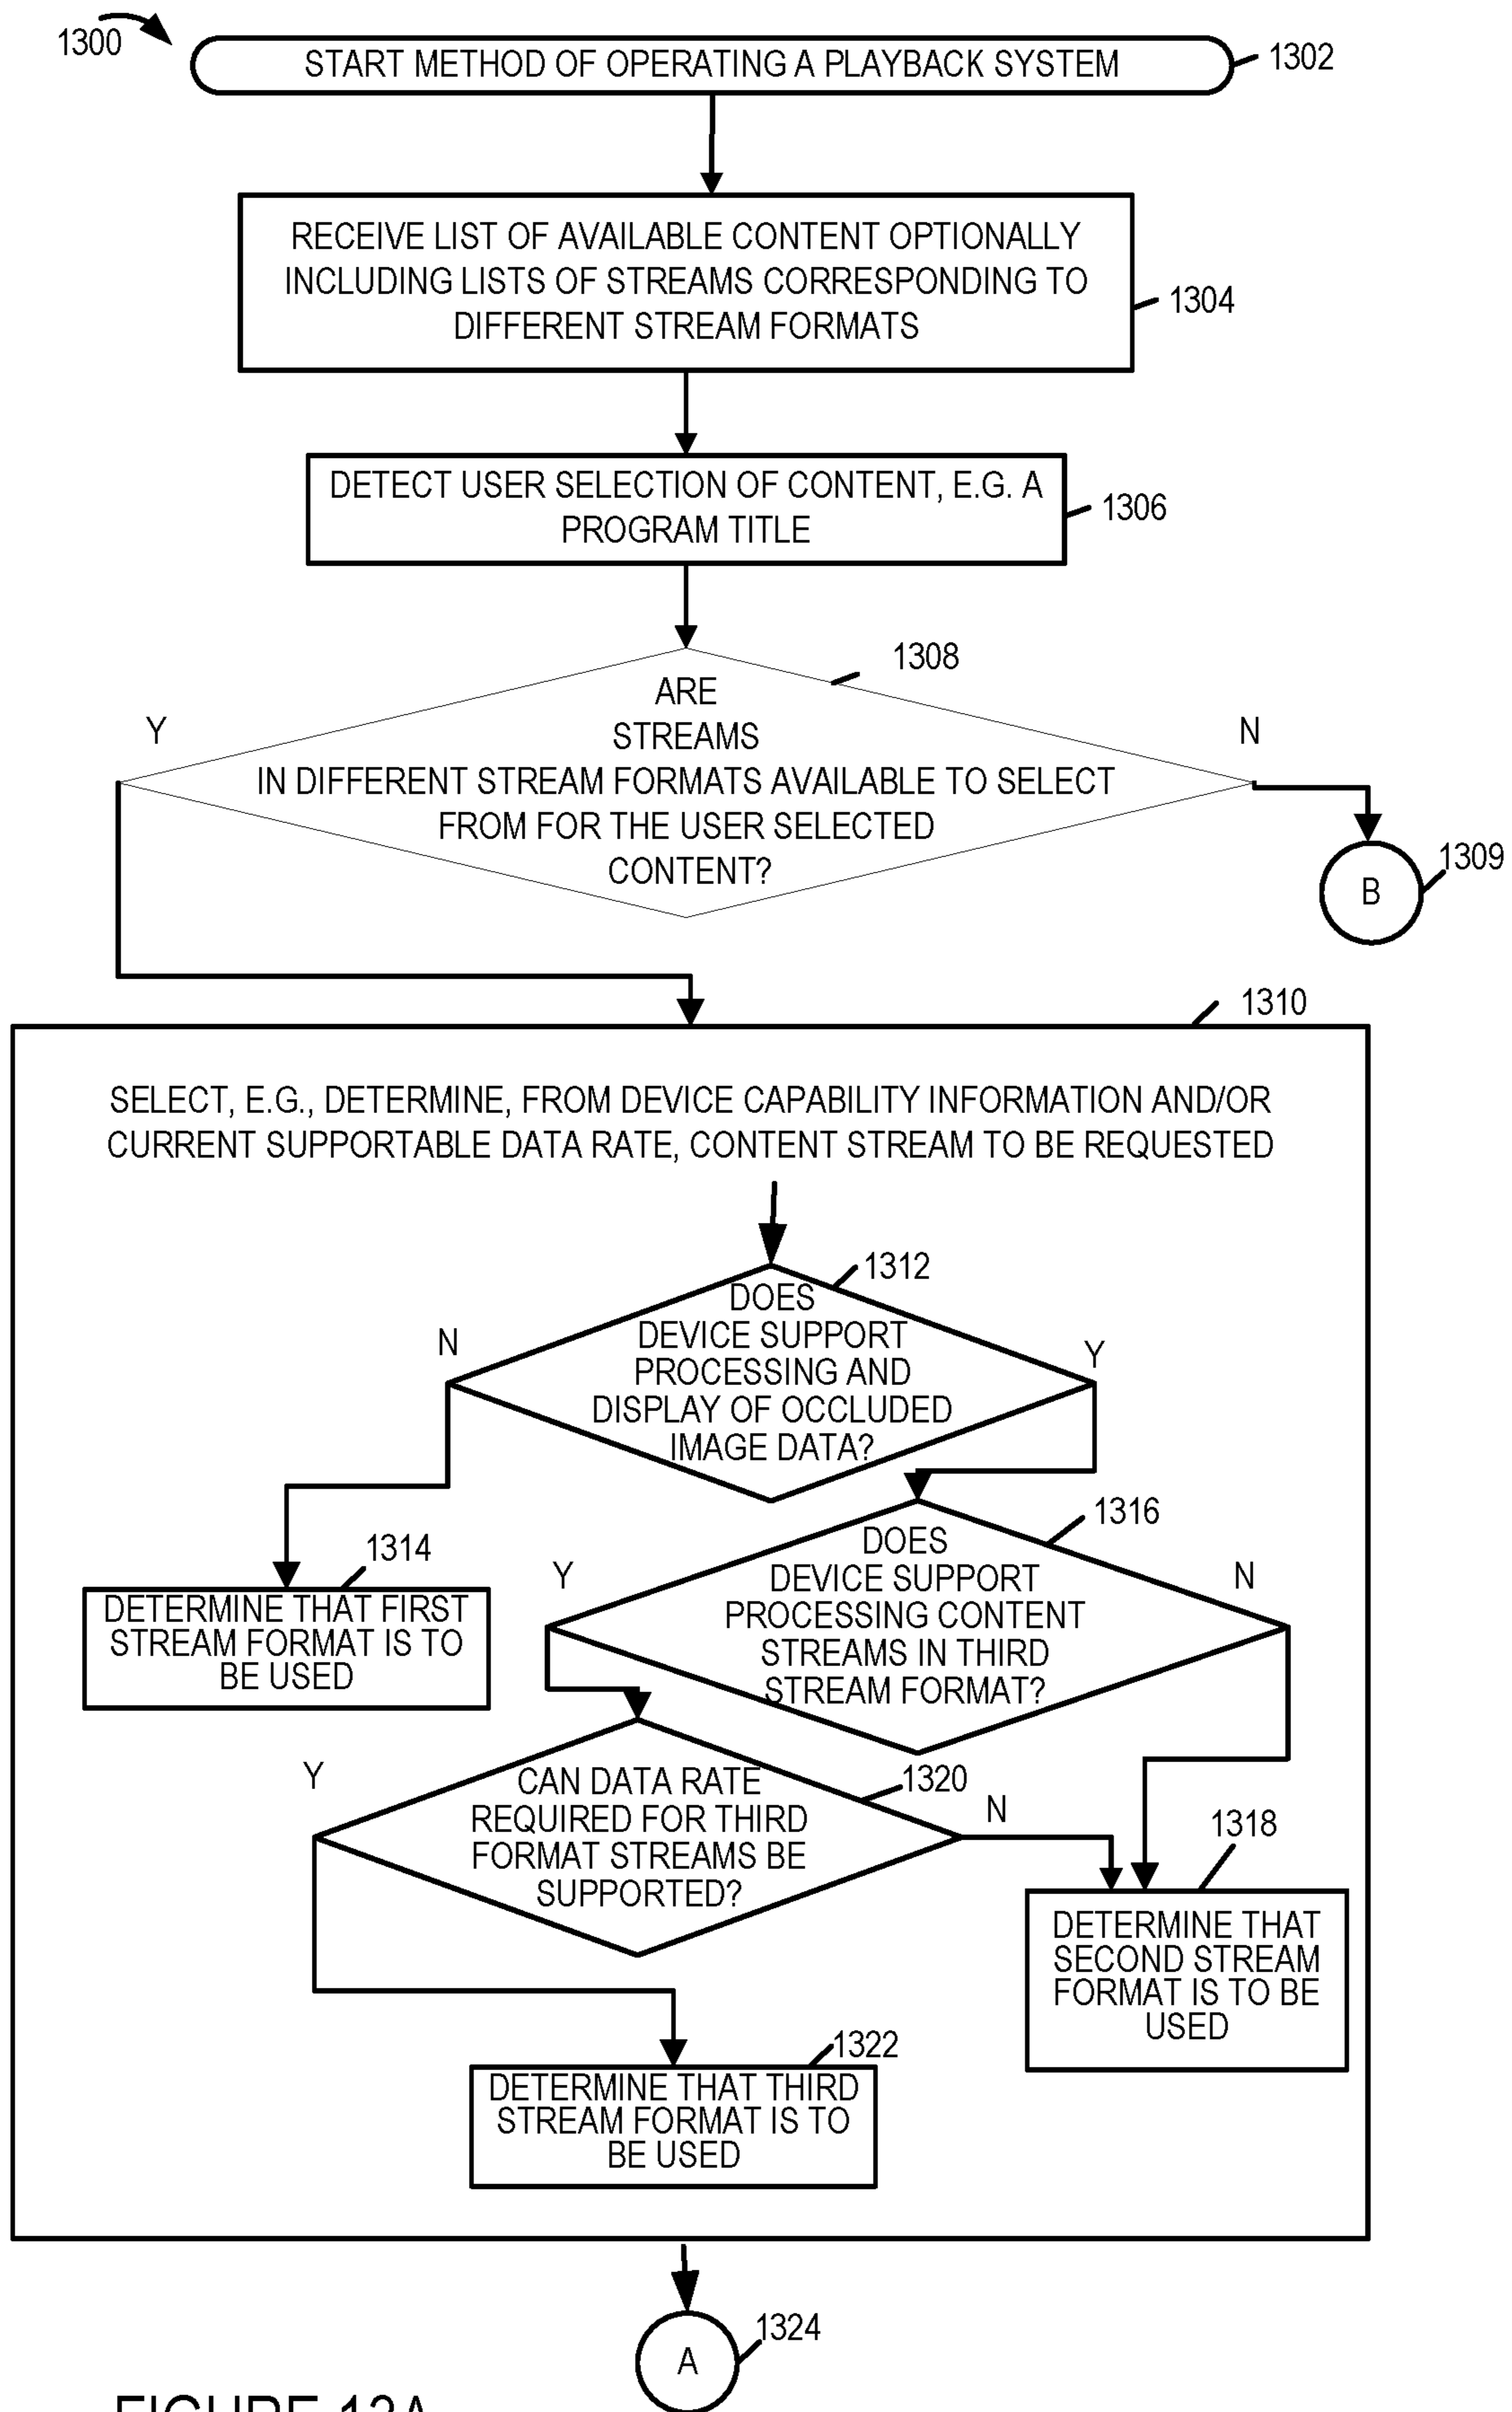 1300
START METHOD OF OPERATING A PLAYBACK SYSTEM
1302
RECEIVE LIST OF AVAILABLE CONTENT OPTIONALLY
INCLUDING LISTS OF STREAMS CORRESPONDING TO
DIFFERENT STREAM FORMATS
1304
DETECT USER SELECTION OF CONTENT, E.G. A
PROGRAM TITLE
1306
1308
ARE
STREAMS
IN DIFFERENT STREAM FORMATS AVAILABLE TO SELECT
FROM FOR THE USER SELECTED
CONTENT?
Y
N
B
1309
1310
SELECT, E.G., DETERMINE, FROM DEVICE CAPABILITY INFORMATION AND/OR
CURRENT SUPPORTABLE DATA RATE, CONTENT STREAM TO BE REQUESTED
1312
DOES
DEVICE SUPPORT
PROCESSING AND
DISPLAY OF OCCLUDED
IMAGE DATA?
N
Y
1314
DETERMINE THAT FIRST
STREAM FORMAT IS TO
BE USED
1316
DOES
DEVICE SUPPORT
PROCESSING CONTENT
STREAMS IN THIRD
STREAM FORMAT?
Y
N
1320
CAN DATA RATE
REQUIRED FOR THIRD
FORMAT STREAMS BE
SUPPORTED?
Y
N
1318
DETERMINE THAT
SECOND STREAM
FORMAT IS TO BE
USED
1322
DETERMINE THAT THIRD
STREAM FORMAT IS TO
BE USED
A
1324
FIGURE 13A